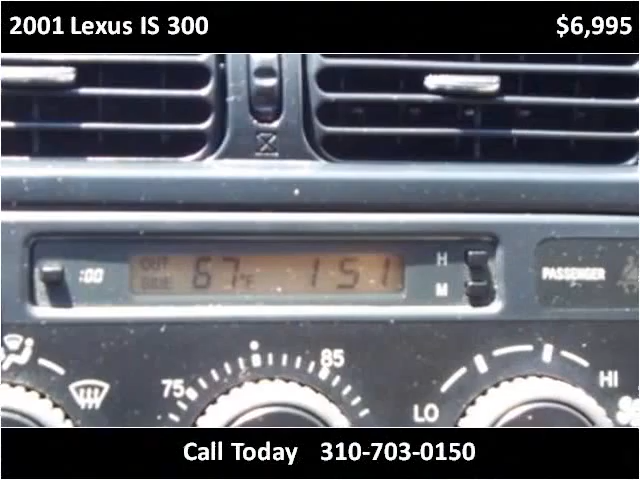 2001 Lexus IS 300 $6,995
:00 OUT SIDE 67°F 1 51 H M PASSENGER
75 85 LO HI
Call Today 310-703-0150